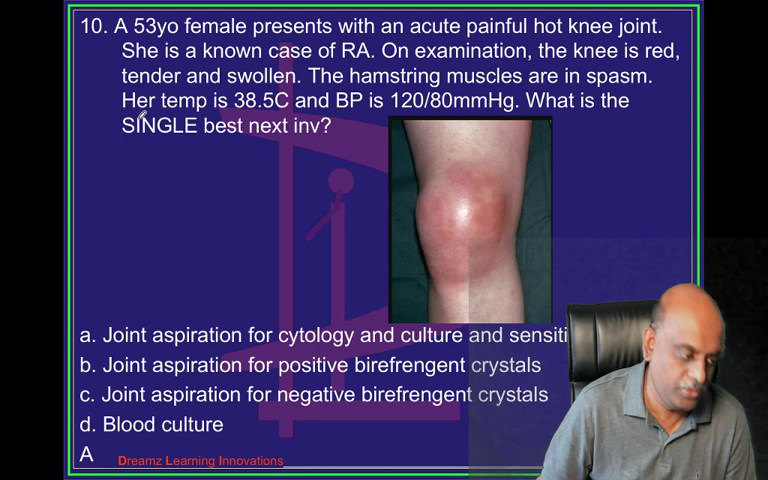 10. A 53yo female presents with an acute painful hot knee joint.
She is a known case of RA. On examination, the knee is red,
tender and swollen. The hamstring muscles are in spasm.
Her temp is 38.5C and BP is 120/80mmHg. What is the
SINGLE best next inv?
a. Joint aspiration for cytology and culture and sensiti
b. Joint aspiration for positive birefrengent crystals
c. Joint aspiration for negative birefrengent crystals
d. Blood culture
A
Dreamz Learning Innovations